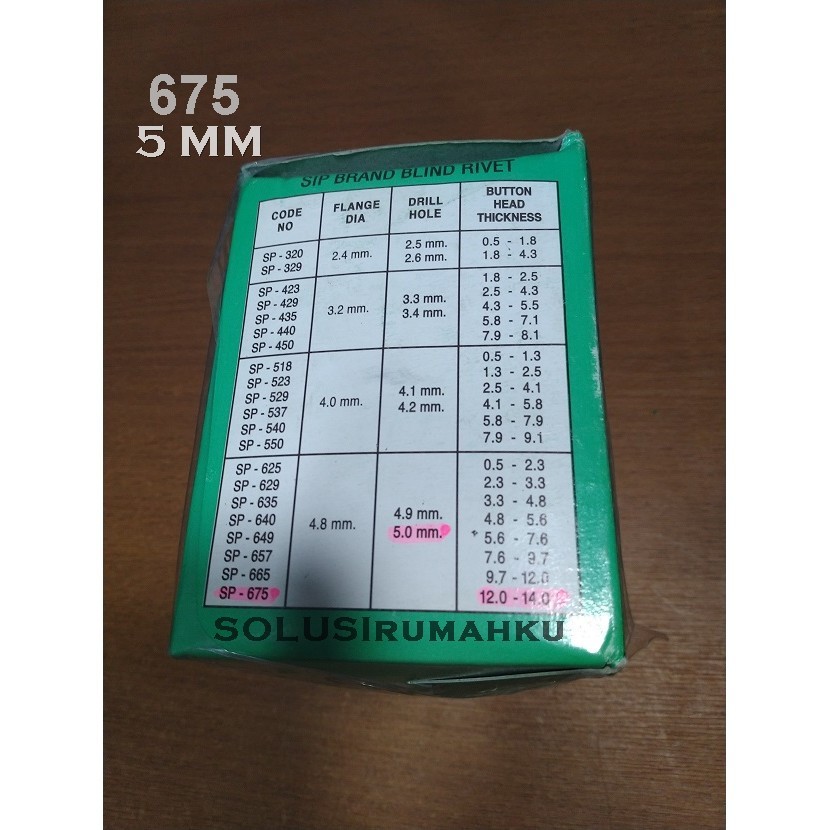 675
5 MM
SIP BRAND BLIND RIVET
CODE NO FLANGE DIA DRILL HOLE BUTTON HEAD THICKNESS
SP - 320 2.4 mm. 2.5 mm. 0.5 - 1.8
SP - 329 2.6 mm. 1.8 - 4.3
SP - 423 1.8 - 2.5
SP - 429 3.2 mm. 3.3 mm. 2.5 - 4.3
SP - 435 3.4 mm. 4.3 - 5.5
SP - 440 5.8 - 7.1
SP - 450 7.9 - 8.1
SP - 518 0.5 - 1.3
SP - 523 1.3 - 2.5
SP - 529 4.0 mm. 4.1 mm. 2.5 - 4.1
SP - 537 4.2 mm. 4.1 - 5.8
SP - 540 5.8 - 7.9
SP - 550 7.9 - 9.1
SP - 625 0.5 - 2.3
SP - 629 2.3 - 3.3
SP - 635 3.3 - 4.8
SP - 640 4.8 mm. 4.9 mm. 4.8 - 5.6
SP - 649 5.0 mm. 5.6 - 7.6
SP - 657 7.6 - 9.7
SP - 665 9.7 - 12.0
SP - 675 12.0 - 14.0
SOLUSIRUMAHKU